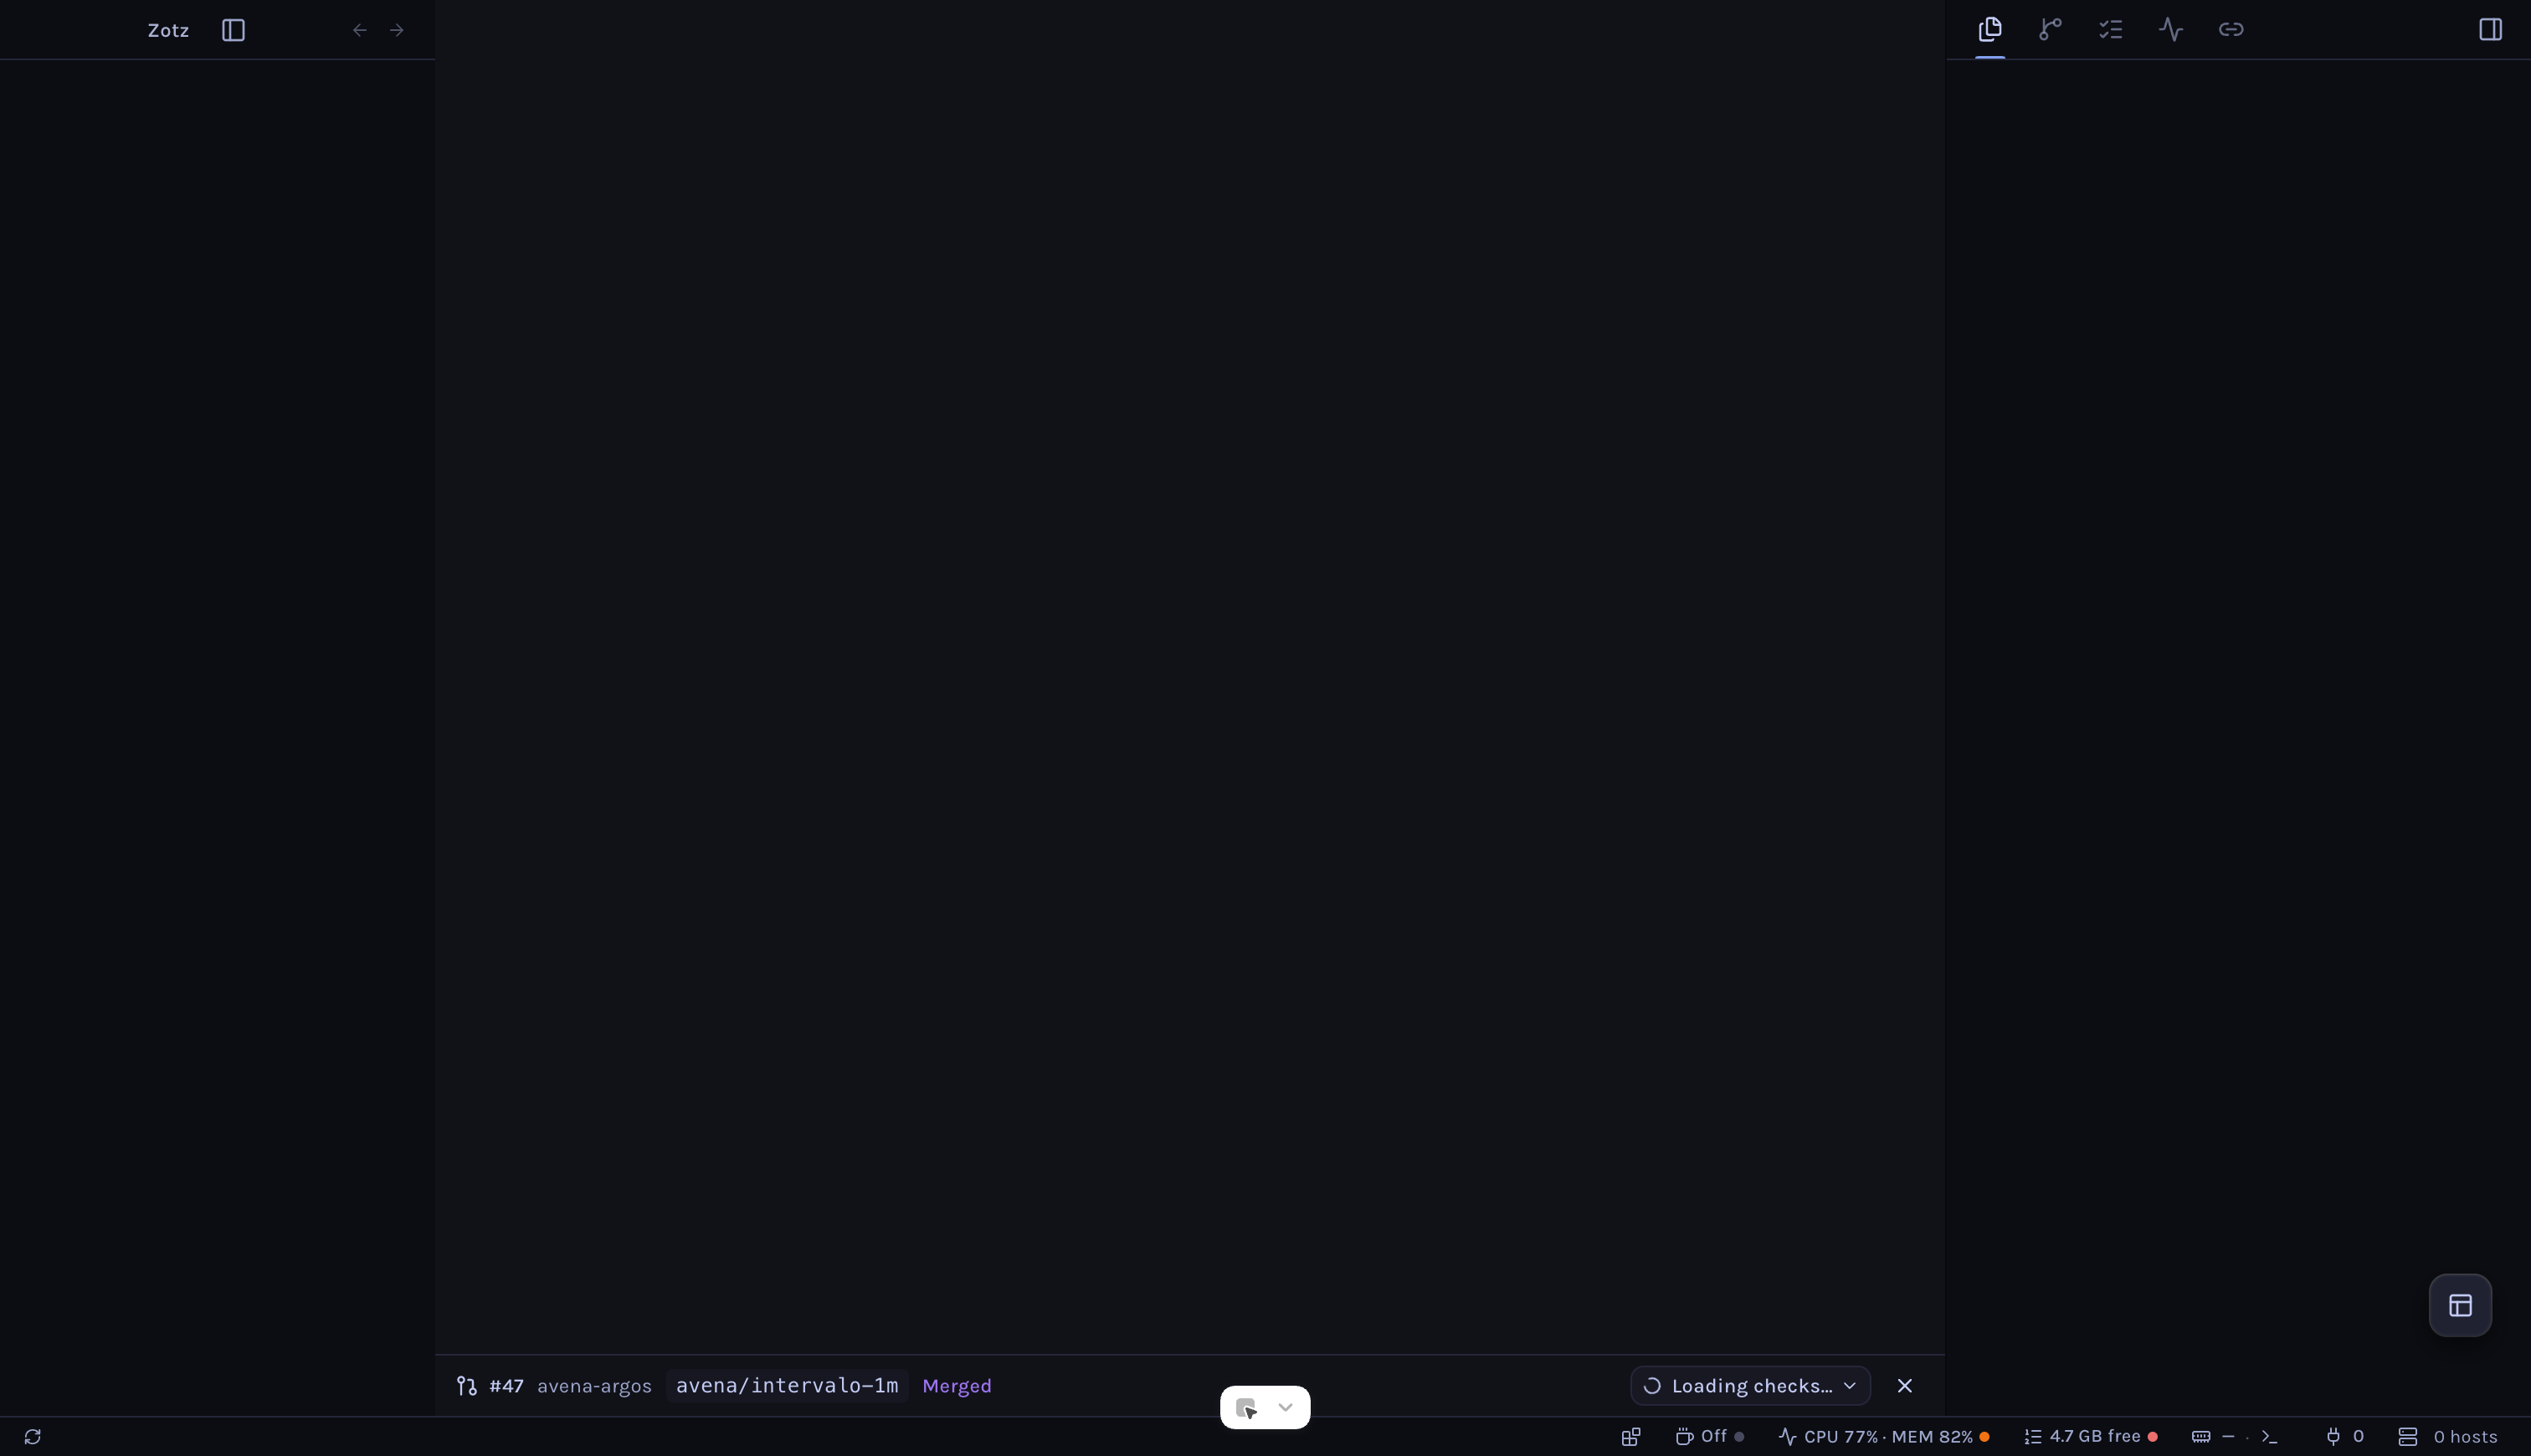 Zotz
#47 avena-argos avena/intervalo-1m Merged
Loading checks...
Off
CPU 77% · MEM 82%
4.7 GB free
— ·
0
0 hosts